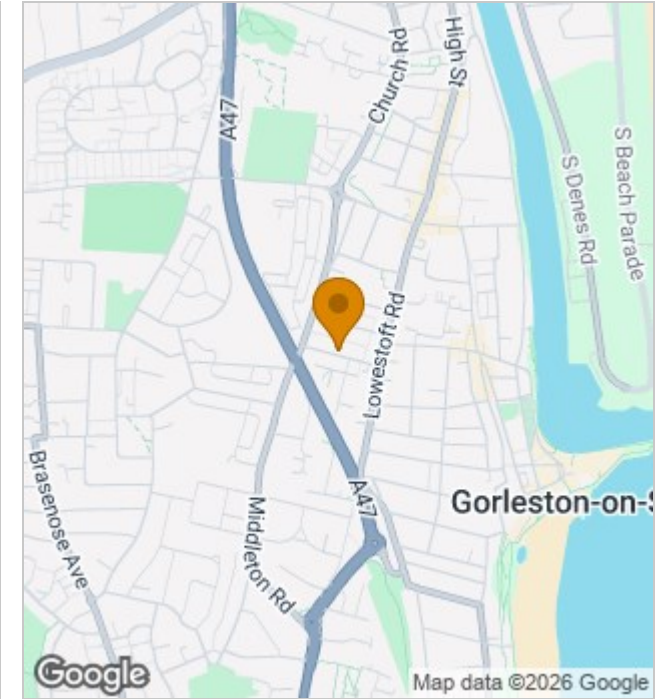 A47
Church Rd
High St
S Denes Rd
S Beach Parade
Lowestoft Rd
Brasenose Ave
Middleton Rd
A47
Gorleston-on-S
Google
Map data ©2026 Google